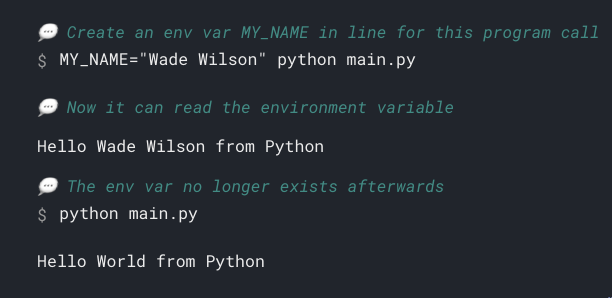 💬 Create an env var MY_NAME in line for this program call
$ MY_NAME="Wade Wilson" python main.py
💬 Now it can read the environment variable
Hello Wade Wilson from Python
💬 The env var no longer exists afterwards
$ python main.py
Hello World from Python